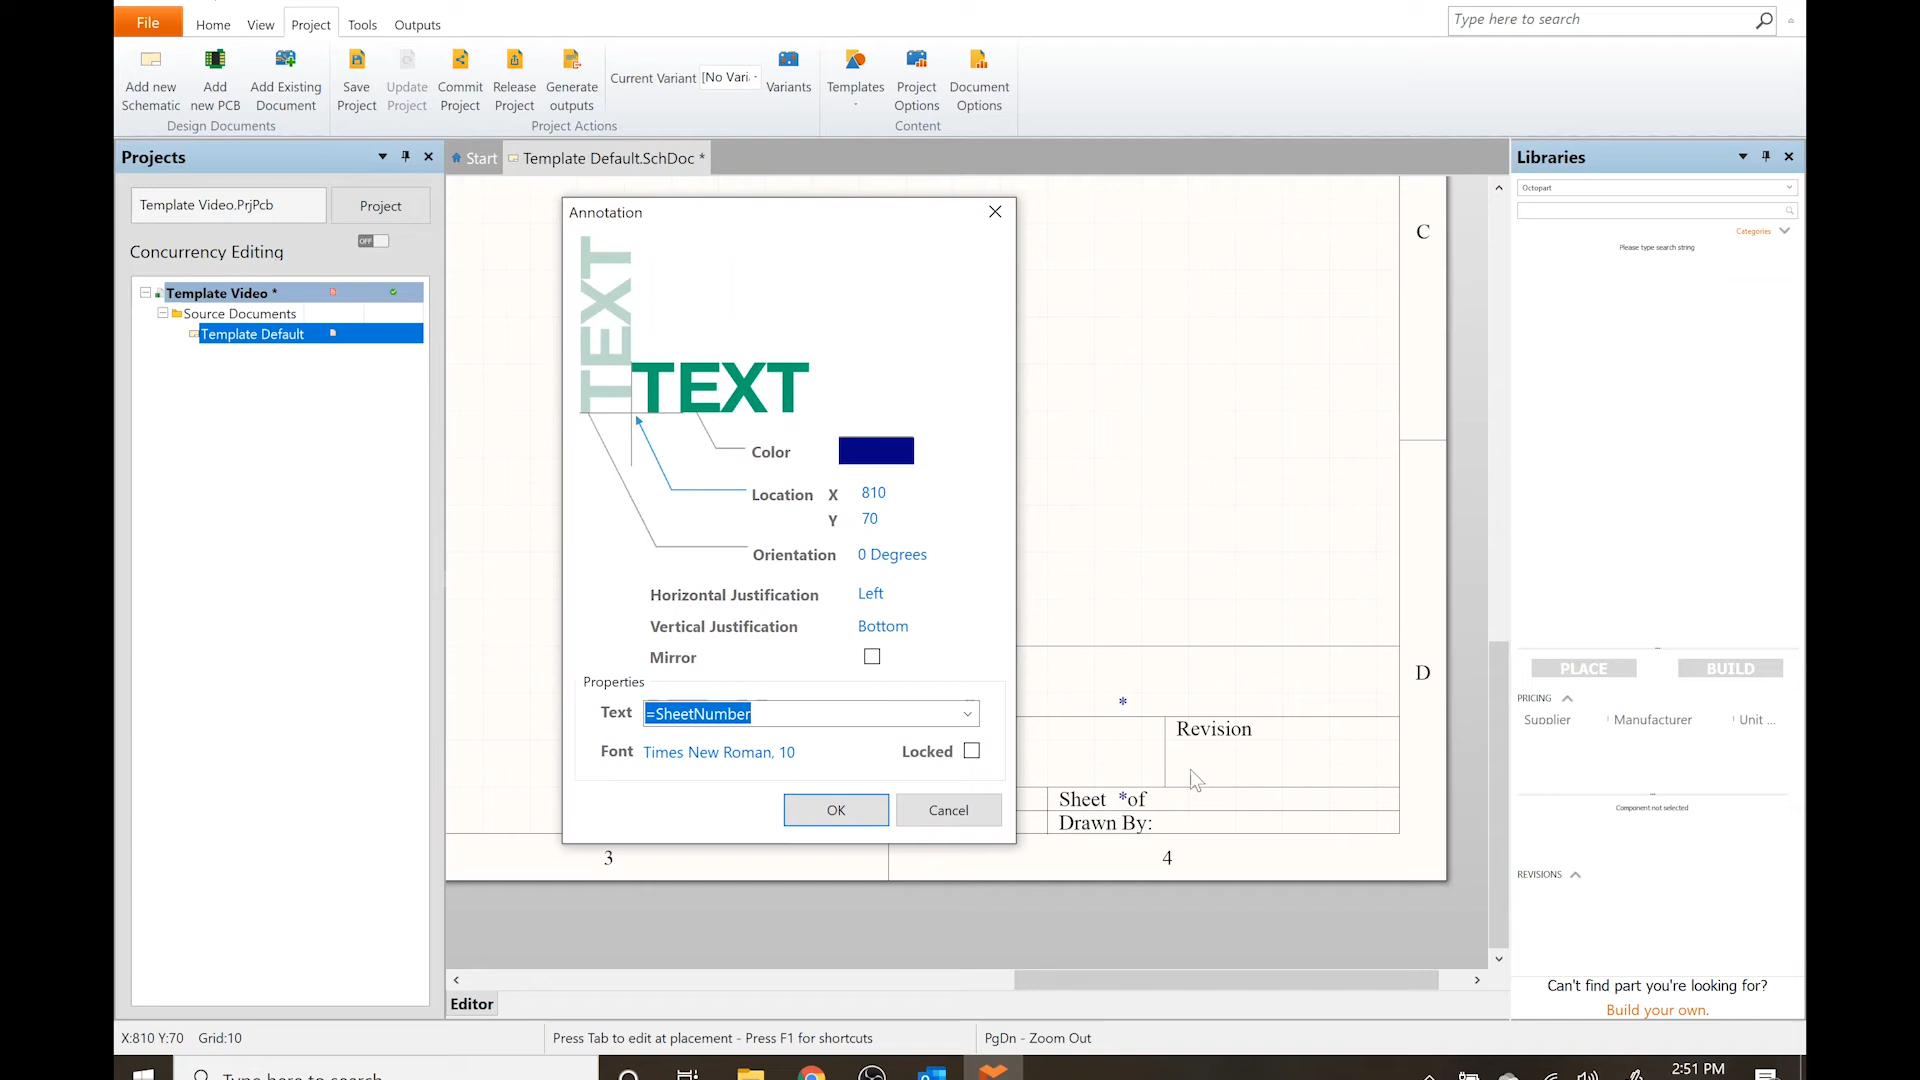 File
Home
View
Project
Tools
Outputs
Type here to search
Add new
Schematic
Add
new PCB
Add Existing
Document
Design Documents
Save
Project
Update
Project
Commit
Project
Release
Project
Generate
outputs
Project Actions
Current Variant
[No Vari
Variants
Templates
Project
Options
Document
Options
Content
Projects
Template Video.PrjPcb
Project
Concurrency Editing
OFF
Template Video *
Source Documents
Template Default
Start
Template Default.SchDoc *
Annotation
TEXT
TEXT
Color
Location X 810
Y 70
Orientation 0 Degrees
Horizontal Justification Left
Vertical Justification Bottom
Mirror
Properties
Text =SheetNumber
Font Times New Roman, 10 Locked
OK
Cancel
C
D
*
Revision
Sheet *of
Drawn By:
3
4
Editor
Libraries
Octopart
Categories
Please type search string
PLACE
BUILD
PRICING
Supplier
Manufacturer
Unit ...
Component not selected
REVISIONS
Can't find part you're looking for?
Build your own.
X:810 Y:70 Grid:10
Press Tab to edit at placement - Press F1 for shortcuts
PgDn - Zoom Out
Type here to search
2:51 PM